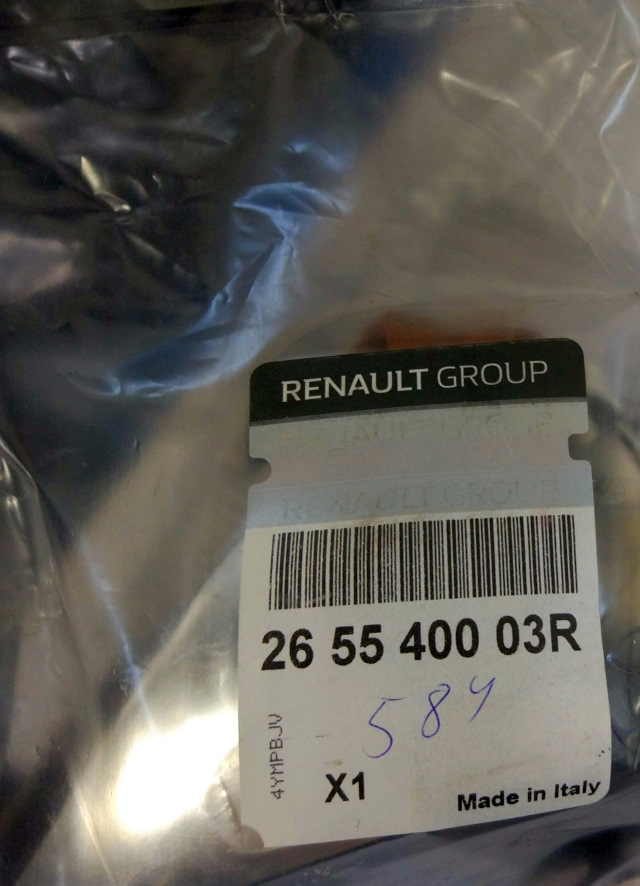 RENAULT GROUP
26 55 400 03R
584
4YMPBJV
X1
Made in Italy